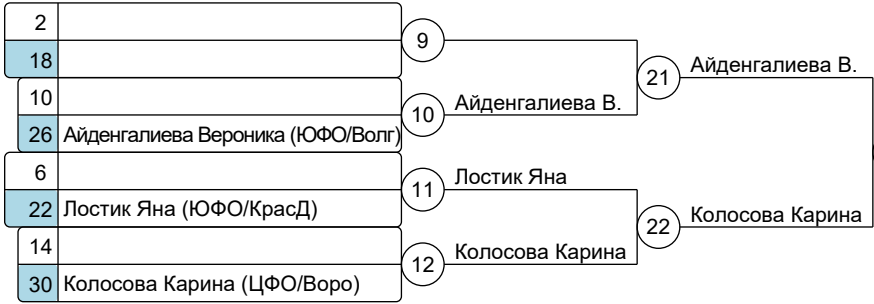 2
18
9
10
26 Айденгалиева Вероника (ЮФО/Волг)
10 Айденгалиева В.
21 Айденгалиева В.
6
22 Лостик Яна (ЮФО/КрасД)
11 Лостик Яна
14
30 Колосова Карина (ЦФО/Воро)
12 Колосова Карина
22 Колосова Карина